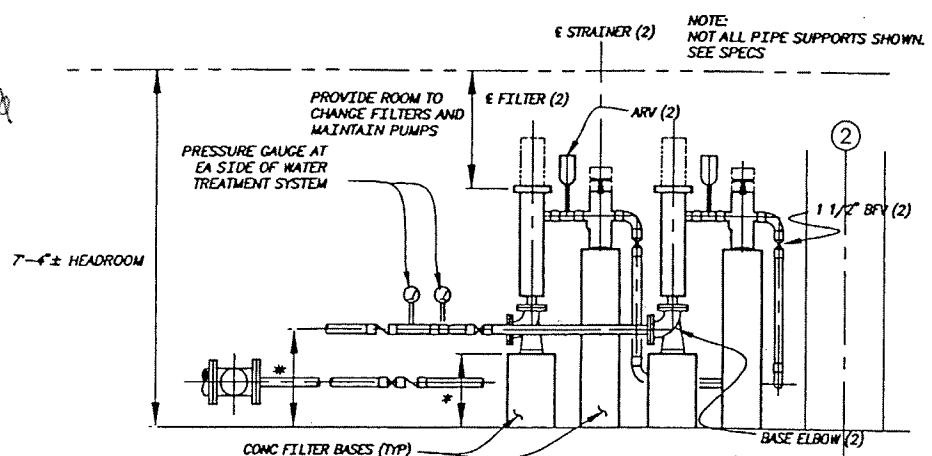 NOTE:
NOT ALL PIPE SUPPORTS SHOWN.
SEE SPECS
℄ STRAINER (2)
PROVIDE ROOM TO
CHANGE FILTERS AND
MAINTAIN PUMPS
℄ FILTER (2)
ARV (2)
2
PRESSURE GAUGE AT
EA SIDE OF WATER
TREATMENT SYSTEM
1 1/2" BFV (2)
7'-4"± HEADROOM
*
*
CONC FILTER BASES (TYP)
BASE ELBOW (2)